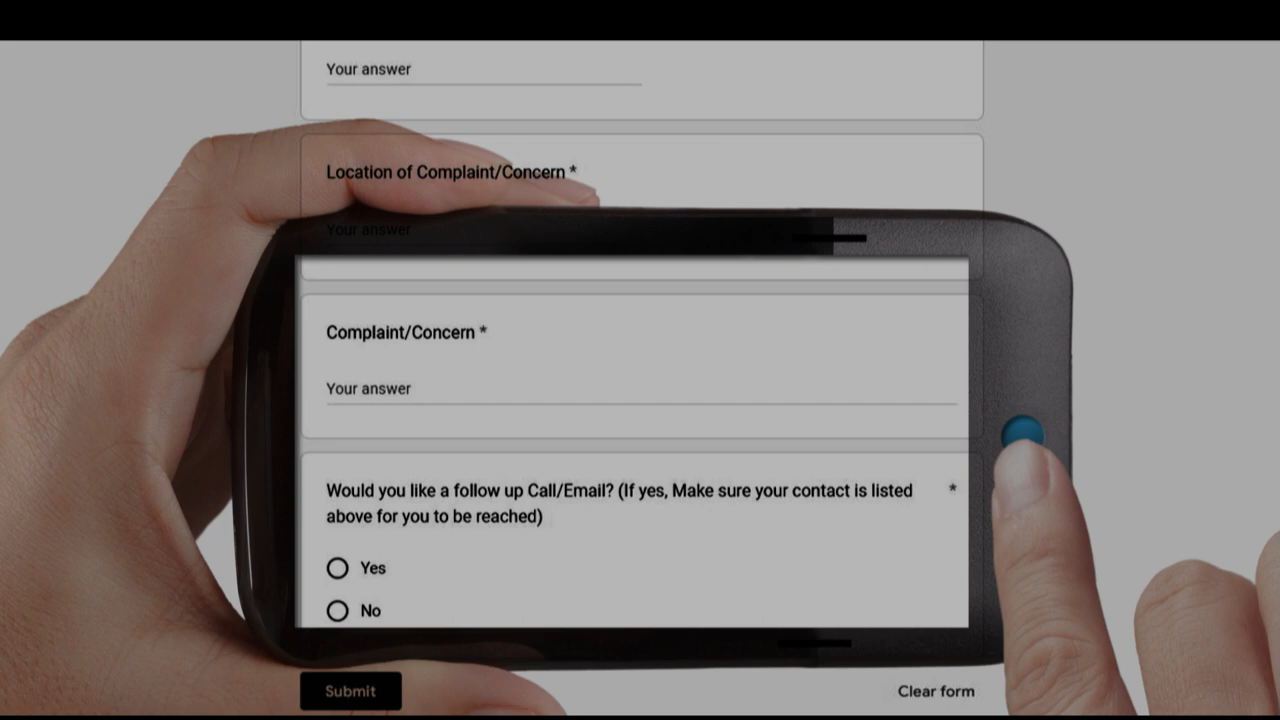 Your answer
Location of Complaint/Concern *
Your answer
Complaint/Concern *
Your answer
Would you like a follow up Call/Email? (If yes, Make sure your contact is listed *
above for you to be reached)
Yes
No
Submit
Clear form